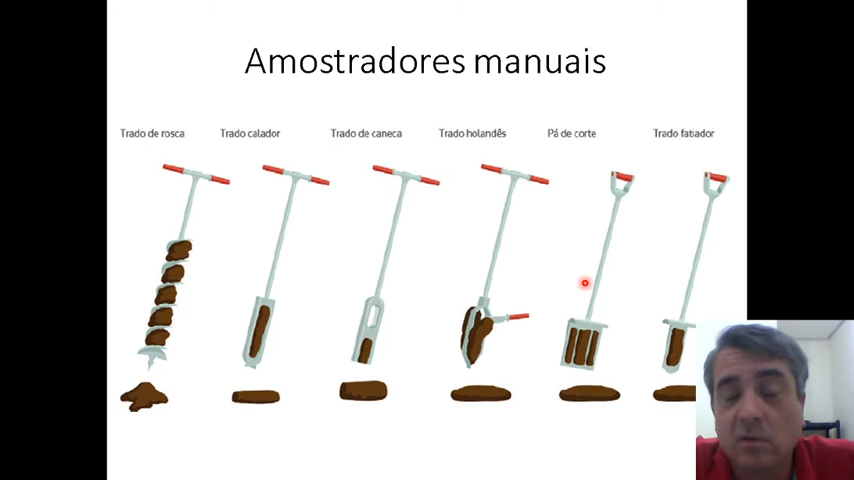 Amostradores manuais
Trado de rosca Trado calador Trado de caneca Trado holandês Pá de corte Trado fatiador